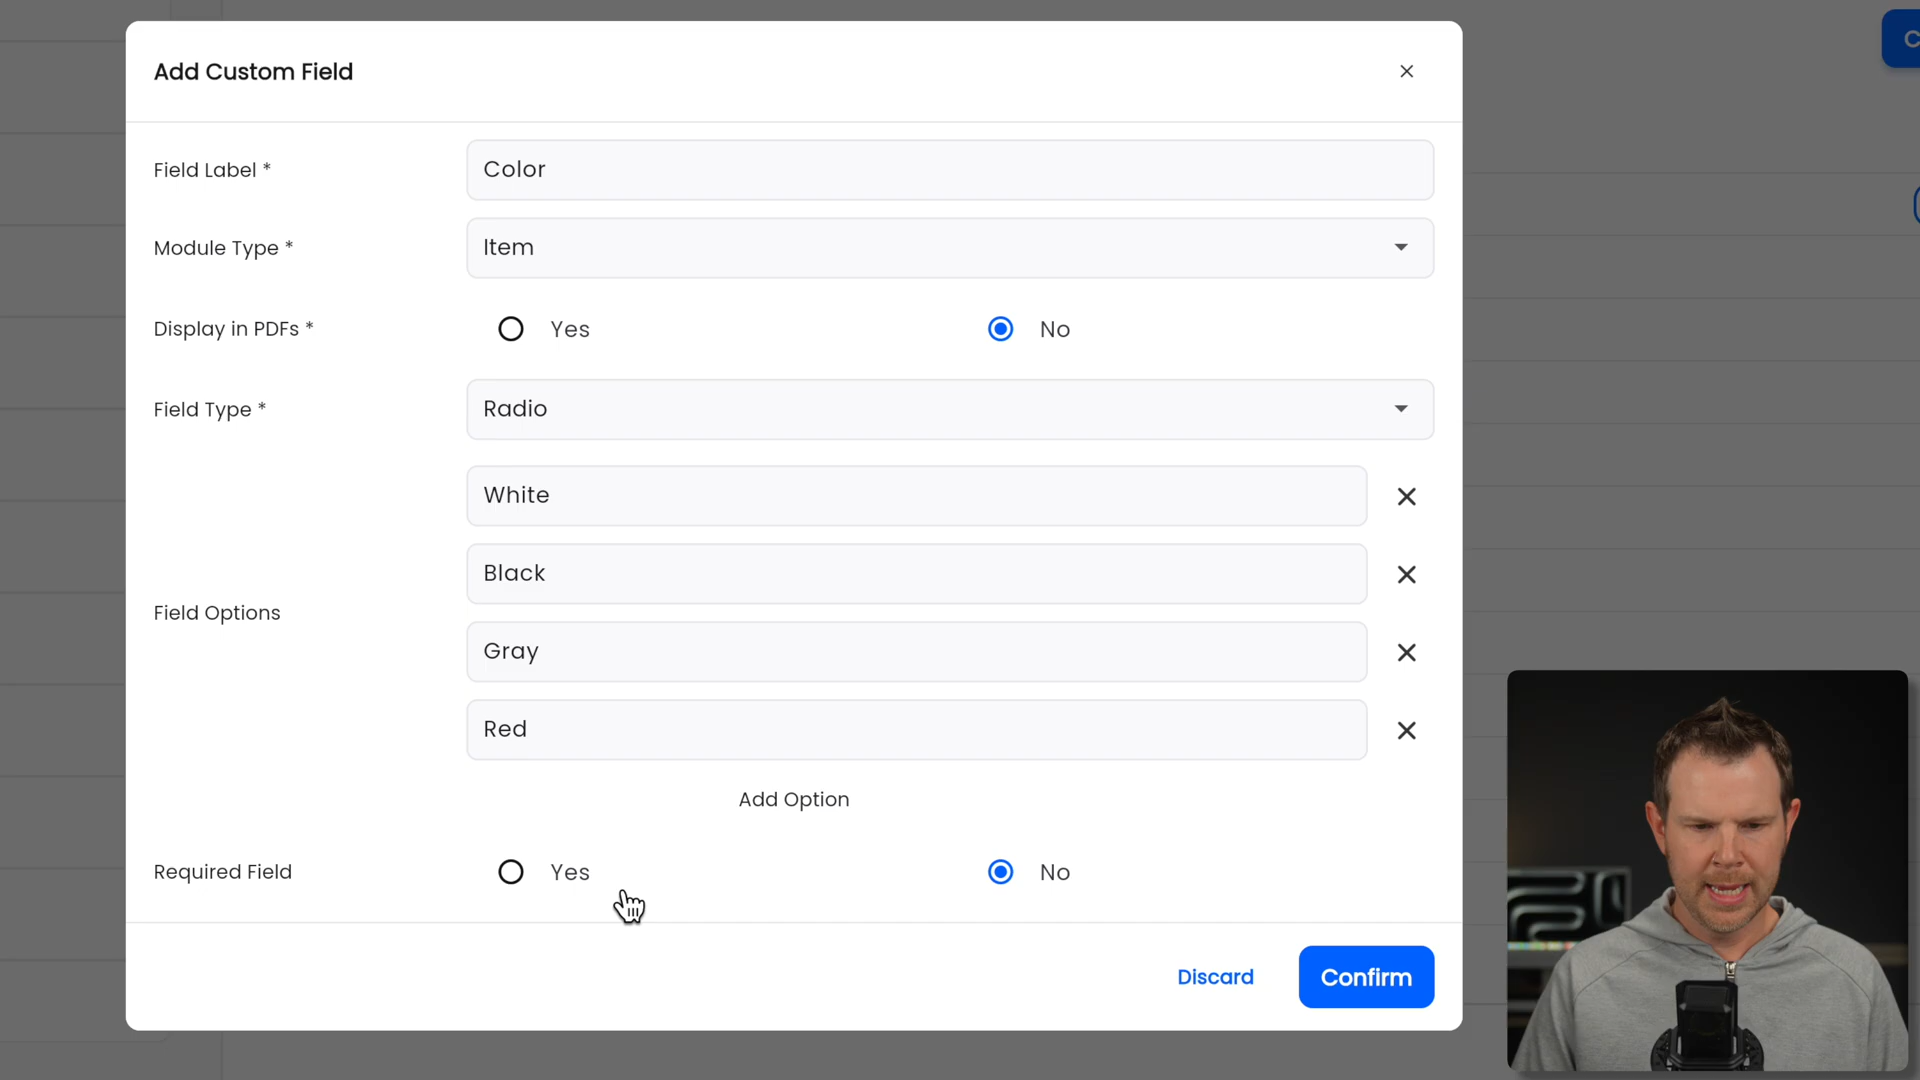 Add Custom Field
Field Label *
Color
Module Type *
Item
Display in PDFs *
Yes
No
Field Type *
Radio
Field Options
White
Black
Gray
Red
Add Option
Required Field
Yes
No
Discard
Confirm